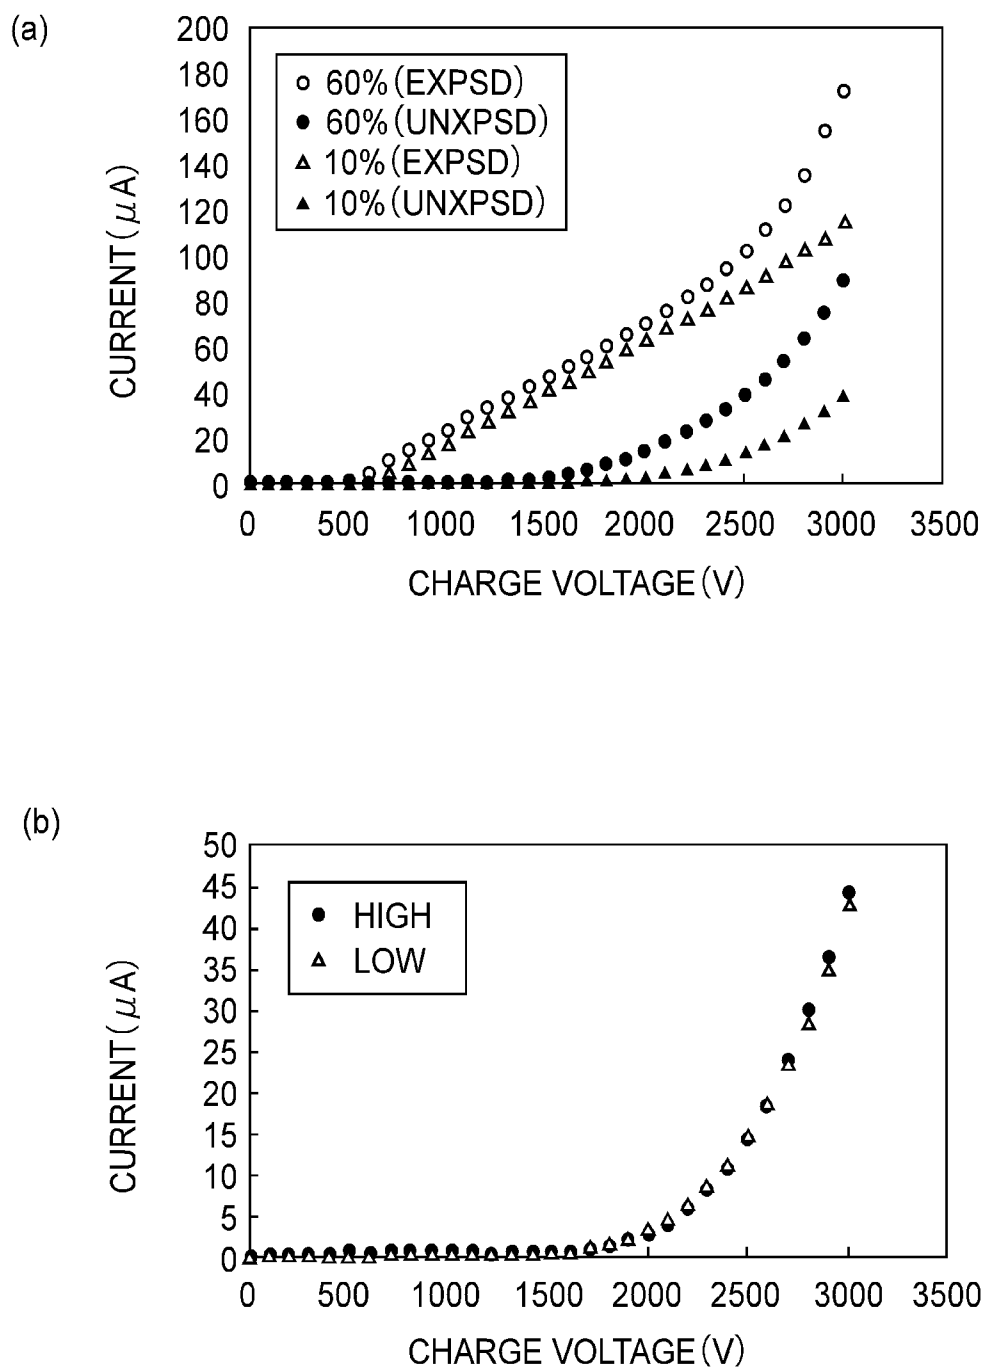 (a)
200
180
160
140
120
100
80
60
40
20
0
CURRENT(μA)
60%(EXPSD)
60%(UNXPSD)
10%(EXPSD)
10%(UNXPSD)
0 500 1000 1500 2000 2500 3000 3500
CHARGE VOLTAGE(V)
(b)
50
45
40
35
30
25
20
15
10
5
0
CURRENT(μA)
HIGH
LOW
0 500 1000 1500 2000 2500 3000 3500
CHARGE VOLTAGE(V)